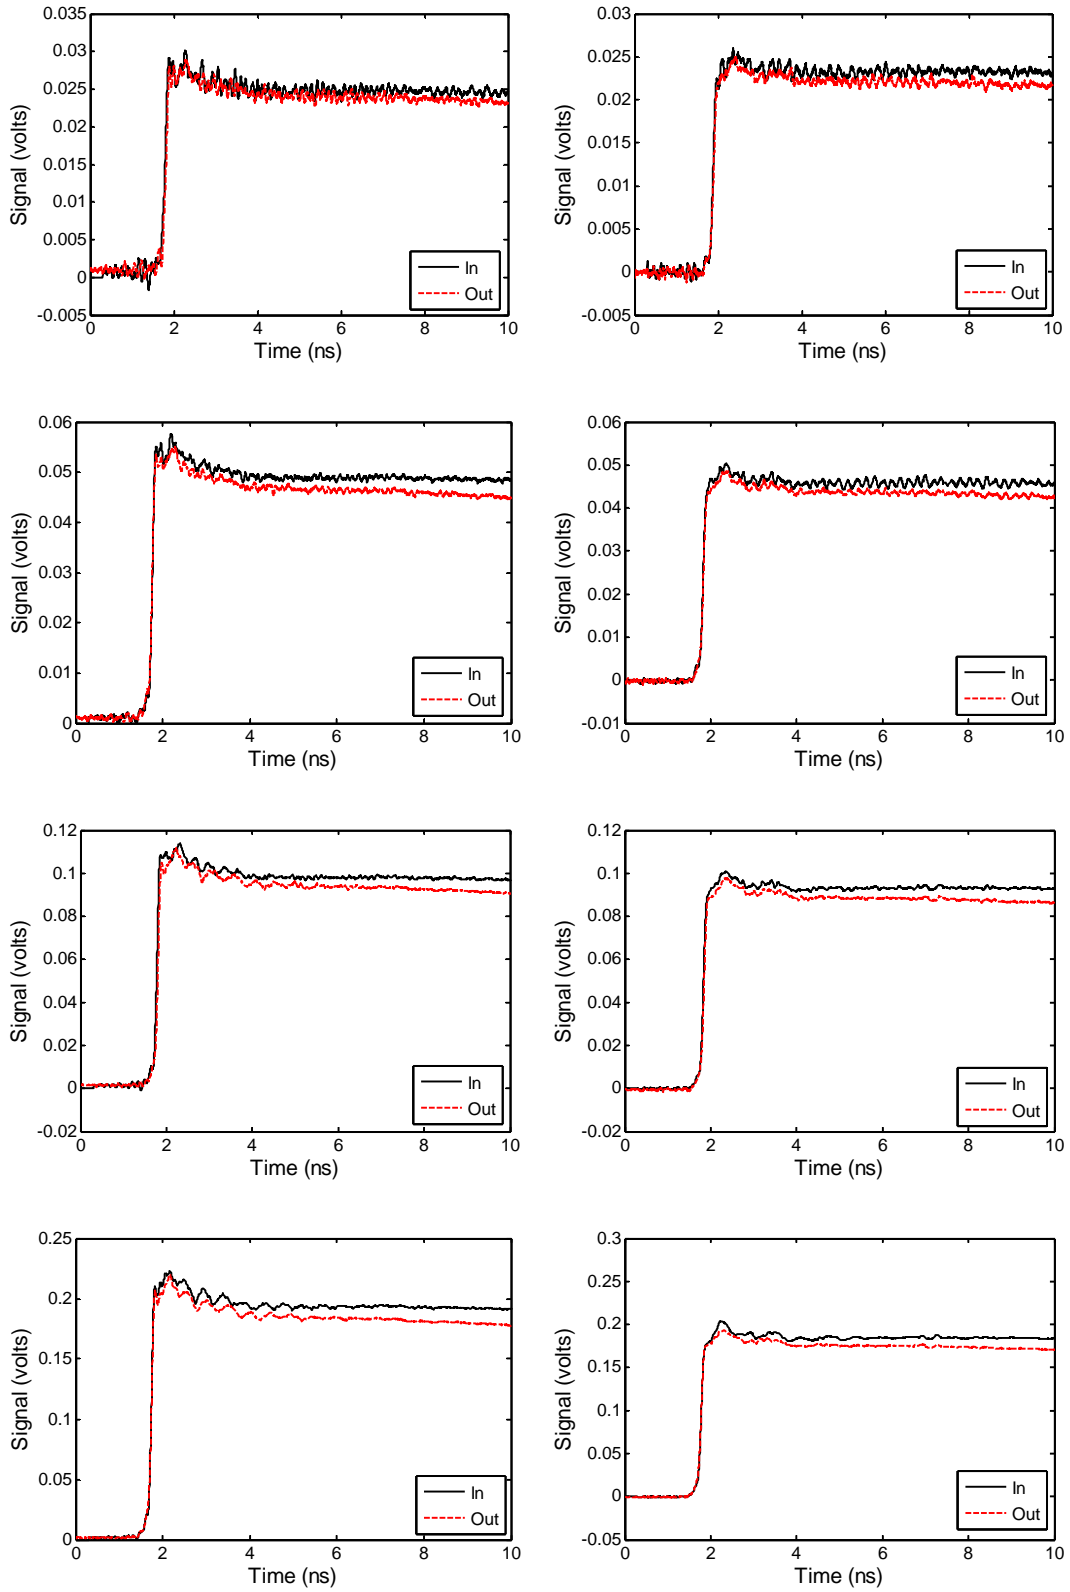 0.035
0.03
0.025
0.02
0.015
0.01
0.005
0
-0.005
Signal (volts)
0 2 4 6 8 10
Time (ns)
In
Out
0.03
0.025
0.02
0.015
0.01
0.005
0
-0.005
Signal (volts)
0 2 4 6 8 10
Time (ns)
In
Out
0.06
0.05
0.04
0.03
0.02
0.01
0
Signal (volts)
0 2 4 6 8 10
Time (ns)
In
Out
0.06
0.05
0.04
0.03
0.02
0.01
0
-0.01
Signal (volts)
0 2 4 6 8 10
Time (ns)
In
Out
0.12
0.1
0.08
0.06
0.04
0.02
0
-0.02
Signal (volts)
0 2 4 6 8 10
Time (ns)
In
Out
0.12
0.1
0.08
0.06
0.04
0.02
0
-0.02
Signal (volts)
0 2 4 6 8 10
Time (ns)
In
Out
0.25
0.2
0.15
0.1
0.05
0
Signal (volts)
0 2 4 6 8 10
Time (ns)
In
Out
0.3
0.25
0.2
0.15
0.1
0.05
0
-0.05
Signal (volts)
0 2 4 6 8 10
Time (ns)
In
Out